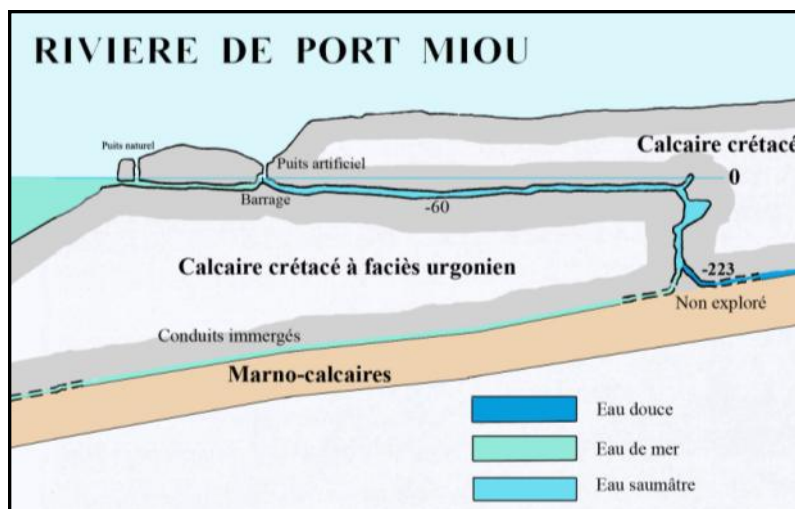 RIVIERE DE PORT MIOU
Puits naturel
Puits artificiel
Calcaire crétacé
0
Barrage
-60
Calcaire crétacé à faciès urgonien
-223
Non exploré
Conduits immergés
Marno-calcaires
Eau douce
Eau de mer
Eau saumâtre